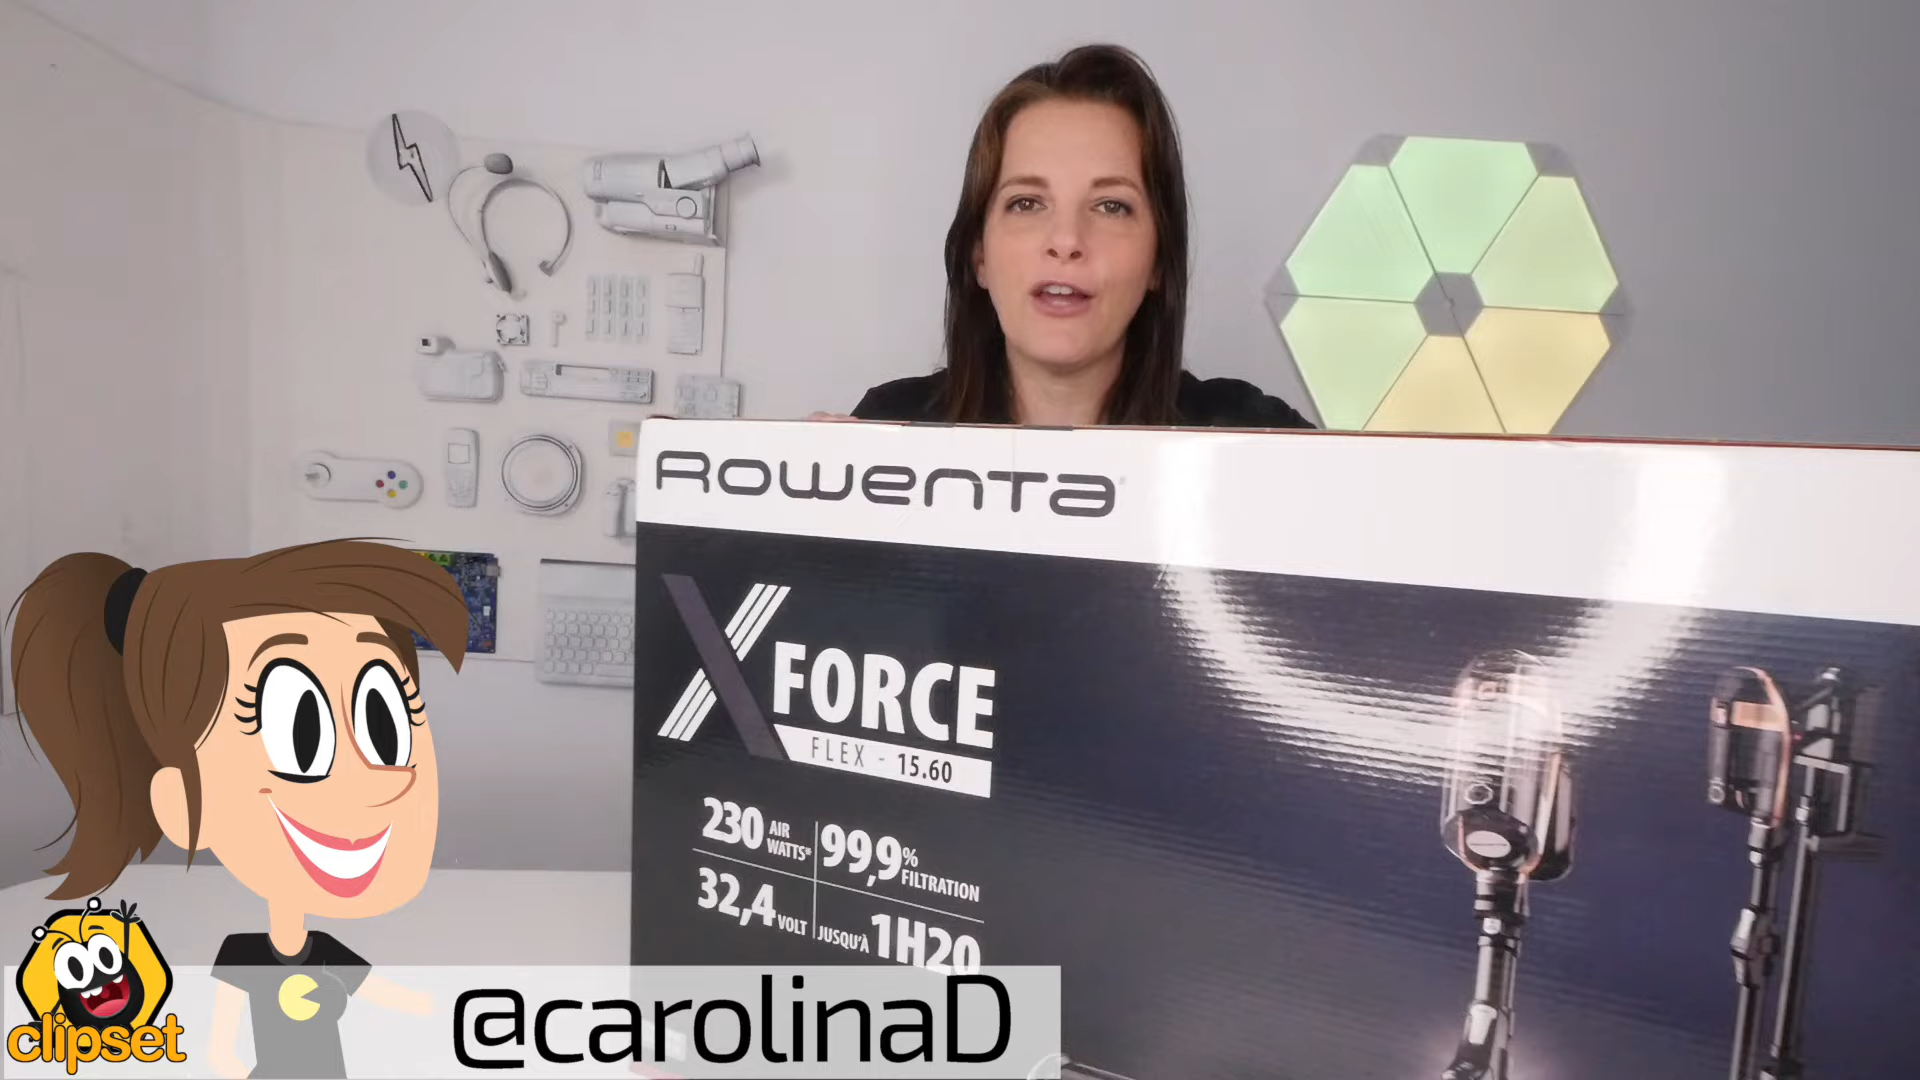 Rowenta
X FORCE
FLEX - 15.60
230 AIR WATTS*
99,9% FILTRATION
32,4 VOLT
JUSQU'À 1H20
clipset
@carolinaD